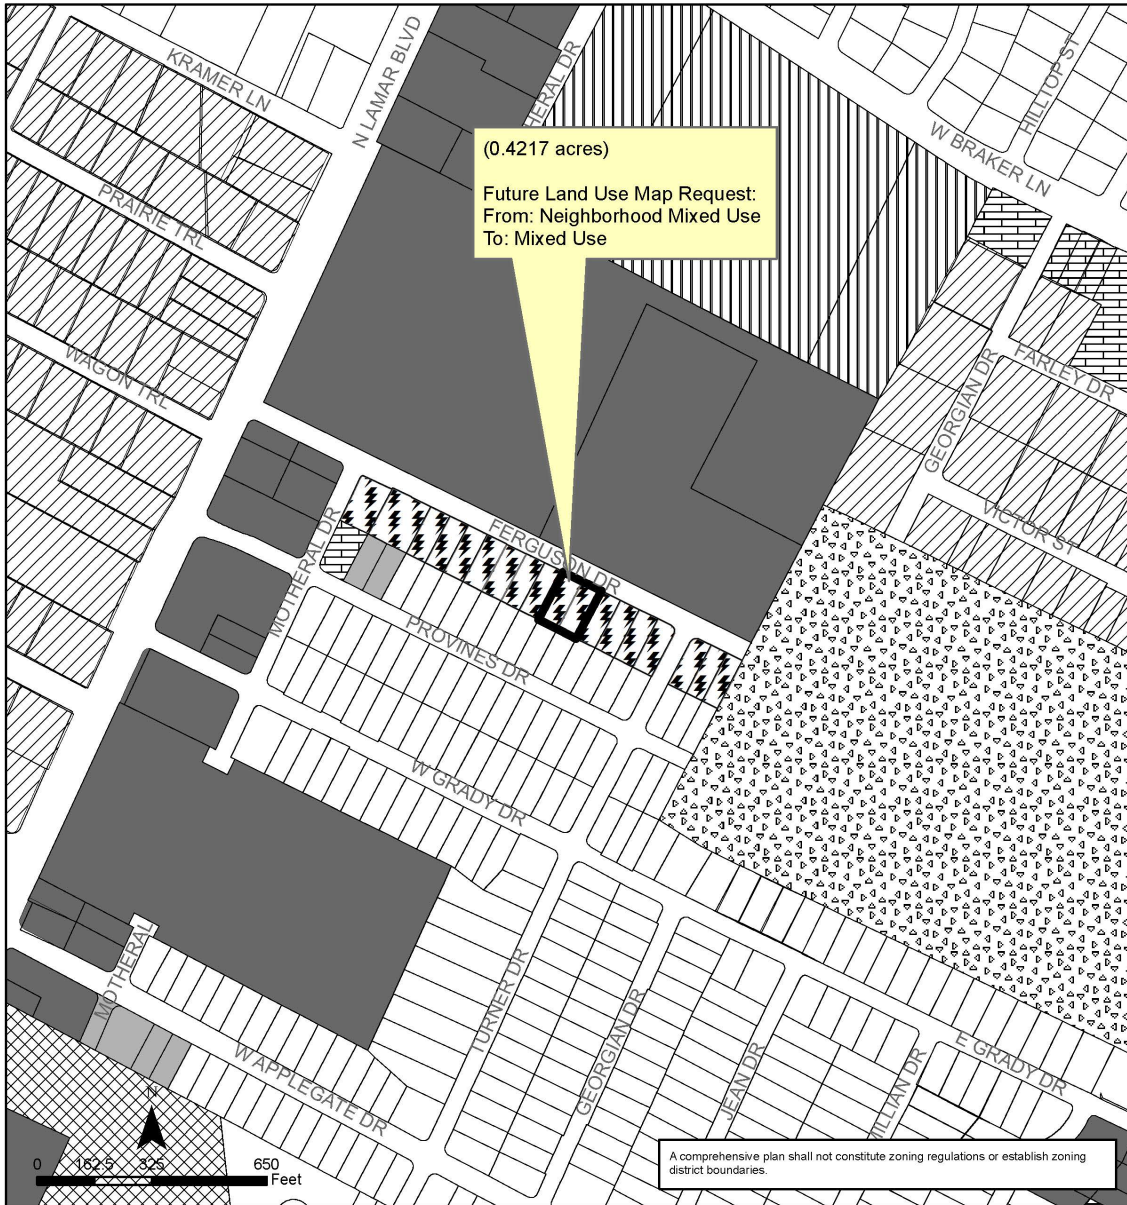 KRAMER LN
N LAMAR BLVD
HERAL DR
HILLTOP ST
W BRAKER LN
(0.4217 acres)
Future Land Use Map Request:
From: Neighborhood Mixed Use
To: Mixed Use
PRAIRIE TRL
WAGON TRL
FARLEY DR
GEORGIAN DR
VICTOR ST
FERGUSON DR
MOTHERAL DR
PROVINES DR
W GRADY DR
MOTHERAL
TURNER DR
GEORGIAN DR
JEAN DR
MILLIAN DR
E GRADY DR
W APPLEGATE DR
N
0 162.5 325 650
Feet
A comprehensive plan shall not constitute zoning regulations or establish zoning
district boundaries.